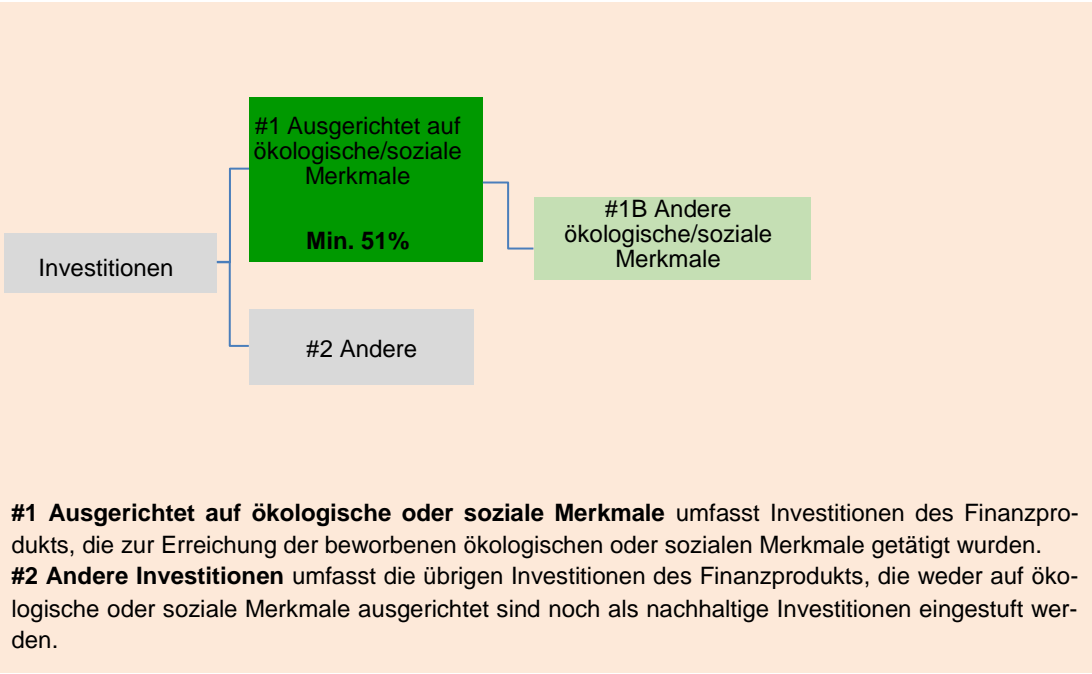 #1 Ausgerichtet auf
ökologische/soziale
Merkmale
Min. 51%
#1B Andere
ökologische/soziale
Merkmale
Investitionen
#2 Andere
#1 Ausgerichtet auf ökologische oder soziale Merkmale umfasst Investitionen des Finanzpro-
dukts, die zur Erreichung der beworbenen ökologischen oder sozialen Merkmale getätigt wurden.
#2 Andere Investitionen umfasst die übrigen Investitionen des Finanzprodukts, die weder auf öko-
logische oder soziale Merkmale ausgerichtet sind noch als nachhaltige Investitionen eingestuft wer-
den.